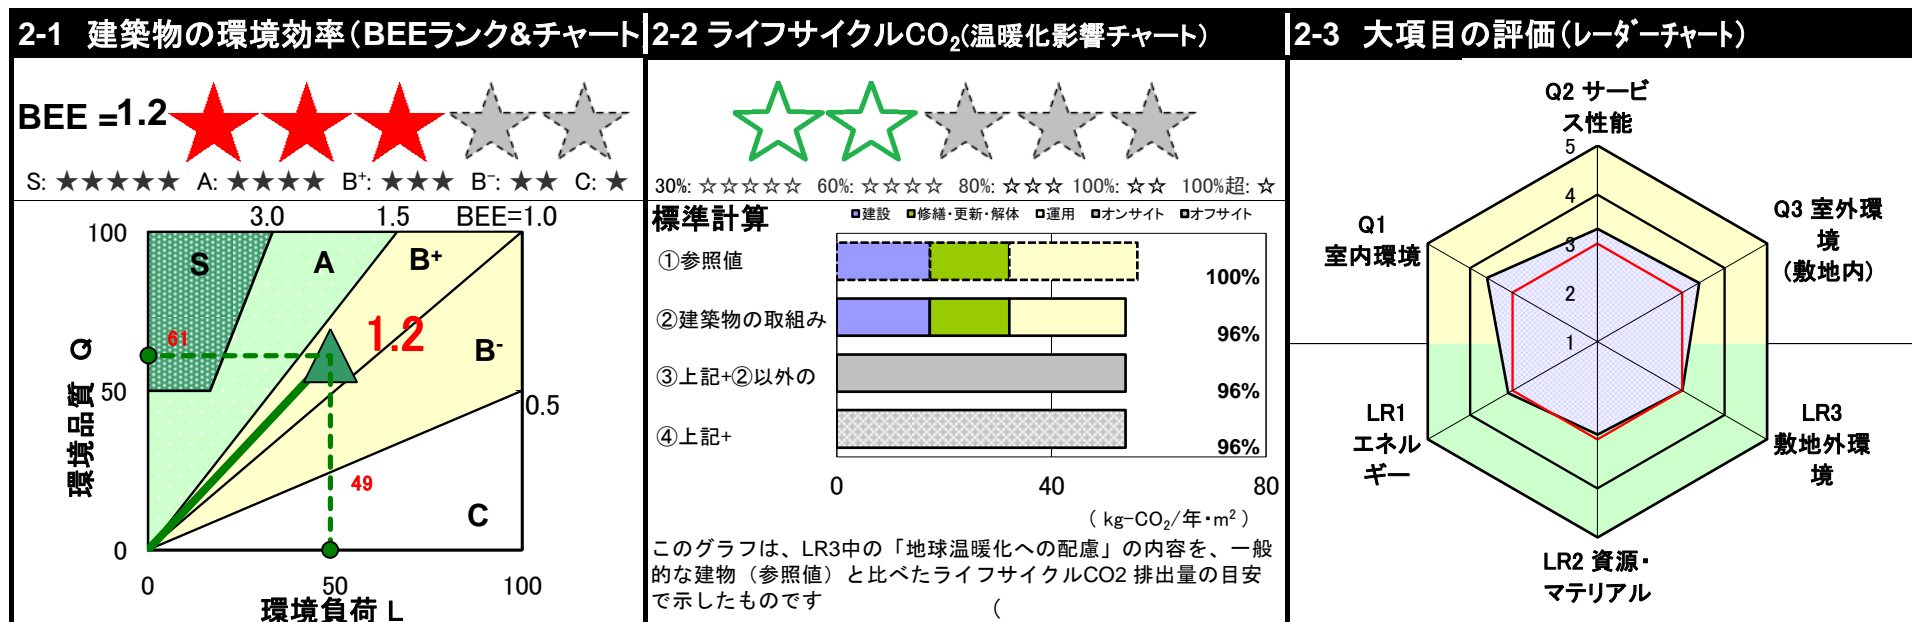 2-1 建築物の環境効率(BEEランク&チャート
BEE =1.2
S: ★★★★★ A: ★★★★ B+: ★★★ B-: ★★ C: ★
3.0 1.5 BEE=1.0
100
S
A
B+
1.2
61
B-
環境品質 Q
50
0.5
49
C
0
0 50 100
環境負荷 L
2-2 ライフサイクルCO2(温暖化影響チャート)
30%: ☆☆☆☆☆ 60%: ☆☆☆☆ 80%: ☆☆☆ 100%: ☆☆ 100%超: ☆
標準計算
建設 修繕・更新・解体 運用 オンサイト オフサイト
①参照値 100%
②建築物の取組み 96%
③上記+②以外の 96%
④上記+ 96%
0 40 80
( kg-CO2/年・m2 )
このグラフは、LR3中の「地球温暖化への配慮」の内容を、一般
的な建物(参照値)と比べたライフサイクルCO2 排出量の目安
で示したものです
(
2-3 大項目の評価(レーダーチャート)
Q2 サービ
ス性能
5
4
3
2
1
Q1
室内環境
Q3 室外環
境
(敷地内)
LR1
エネル
ギー
LR3
敷地外環
境
LR2 資源・
マテリアル